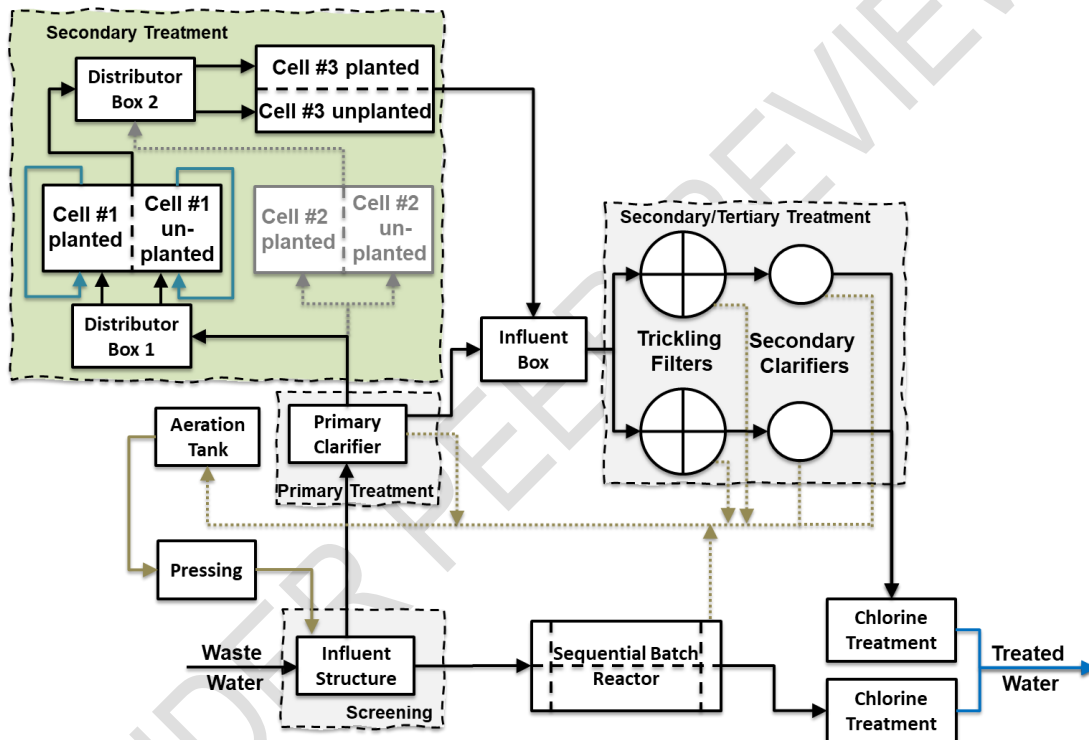 Secondary Treatment
Distributor
Box 2
Cell #3 planted
Cell #3 unplanted
Cell #1
planted
Cell #1
un-
planted
Cell #2
planted
Cell #2
un-
planted
Distributor
Box 1
Secondary/Tertiary Treatment
Trickling
Filters
Secondary
Clarifiers
Influent
Box
Aeration
Tank
Primary
Clarifier
Primary Treatment
Pressing
Waste
Water
Influent
Structure
Screening
Sequential Batch
Reactor
Chlorine
Treatment
Chlorine
Treatment
Treated
Water
UNDER PEER REVIEW